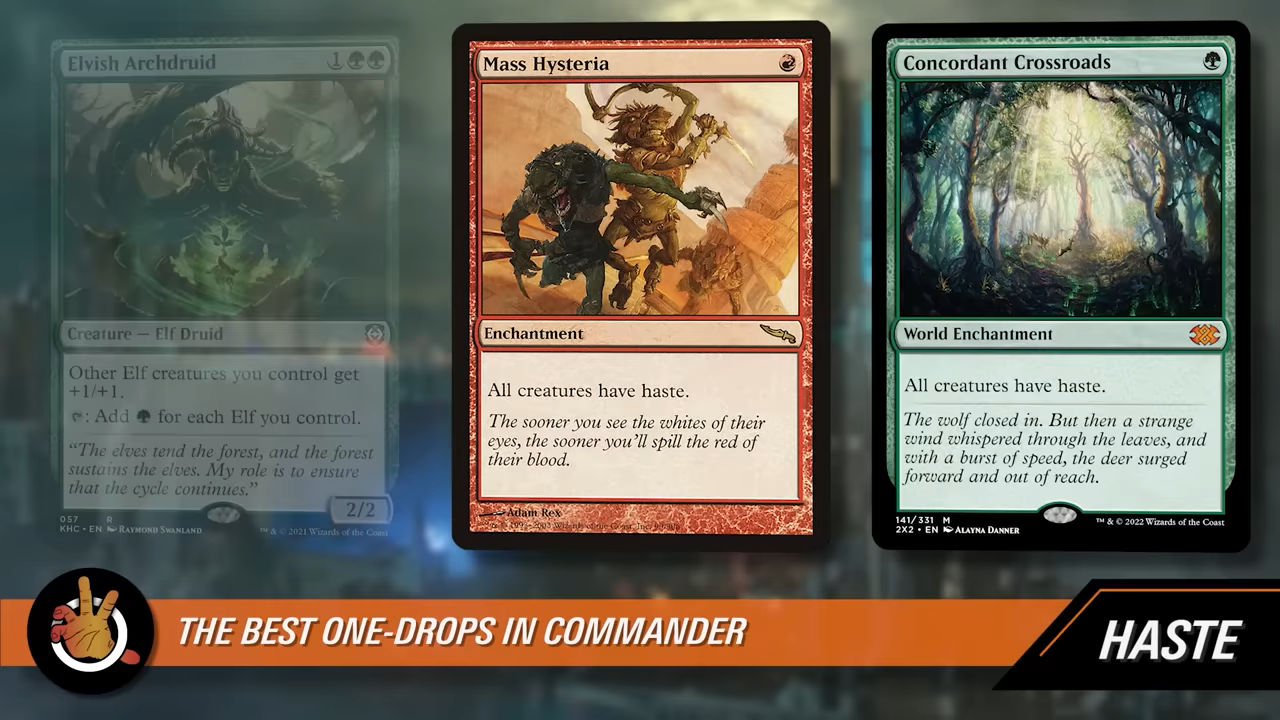 Elvish Archdruid 1
Creature — Elf Druid
Other Elf creatures you control get
+1/+1.
: Add for each Elf you control.
"The elves tend the forest, and the forest
sustains the elves. My role is to ensure
that the cycle continues."
2/2
057 R
KHC • EN Raymond Swanland
™ & © 2021 Wizards of the Coast
Mass Hysteria
Enchantment
All creatures have haste.
The sooner you see the whites of their
eyes, the sooner you'll spill the red of
their blood.
Adam Rex
Concordant Crossroads
World Enchantment
All creatures have haste.
The wolf closed in. But then a strange
wind whispered through the leaves, and
with a burst of speed, the deer surged
forward and out of reach.
141/331 M
2X2 • EN Alayna Danner
™ & © 2022 Wizards of the Coast
THE BEST ONE-DROPS IN COMMANDER
HASTE